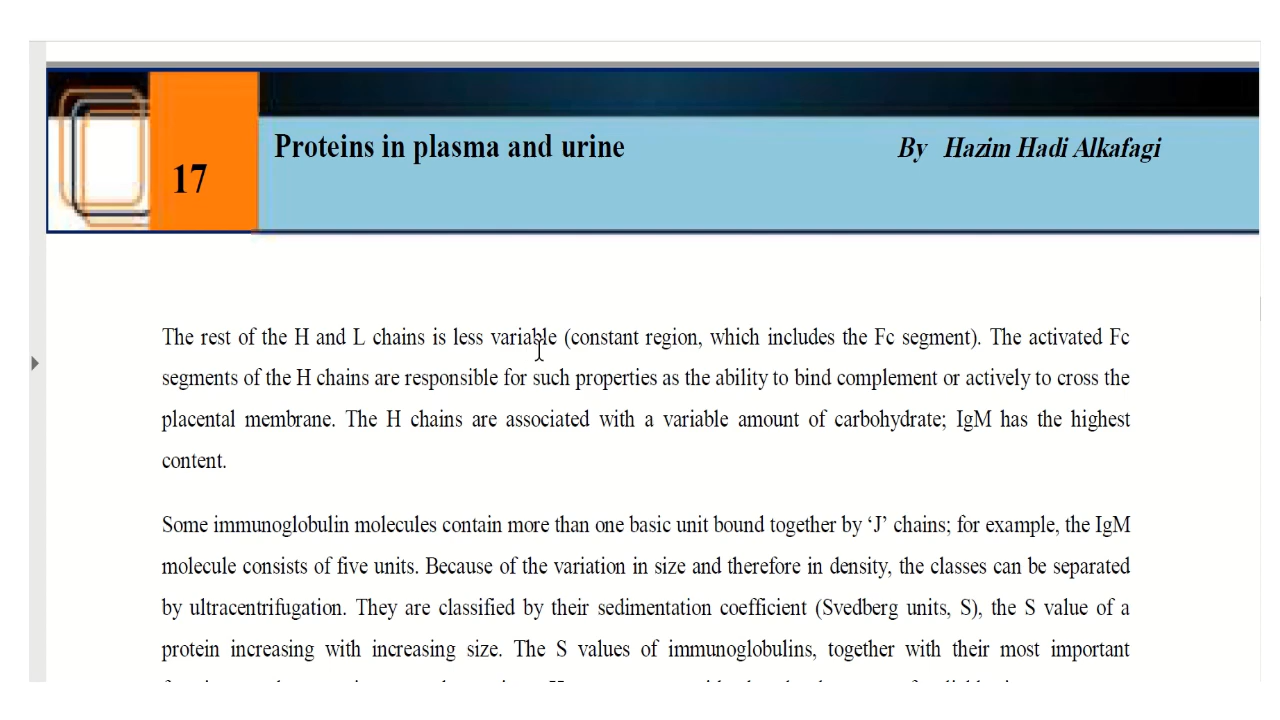 Proteins in plasma and urine By Hazim Hadi Alkafagi
17
The rest of the H and L chains is less variable (constant region, which includes the Fc segment). The activated Fc
segments of the H chains are responsible for such properties as the ability to bind complement or actively to cross the
placental membrane. The H chains are associated with a variable amount of carbohydrate; IgM has the highest
content.
Some immunoglobulin molecules contain more than one basic unit bound together by ‘J’ chains; for example, the IgM
molecule consists of five units. Because of the variation in size and therefore in density, the classes can be separated
by ultracentrifugation. They are classified by their sedimentation coefficient (Svedberg units, S), the S value of a
protein increasing with increasing size. The S values of immunoglobulins, together with their most important